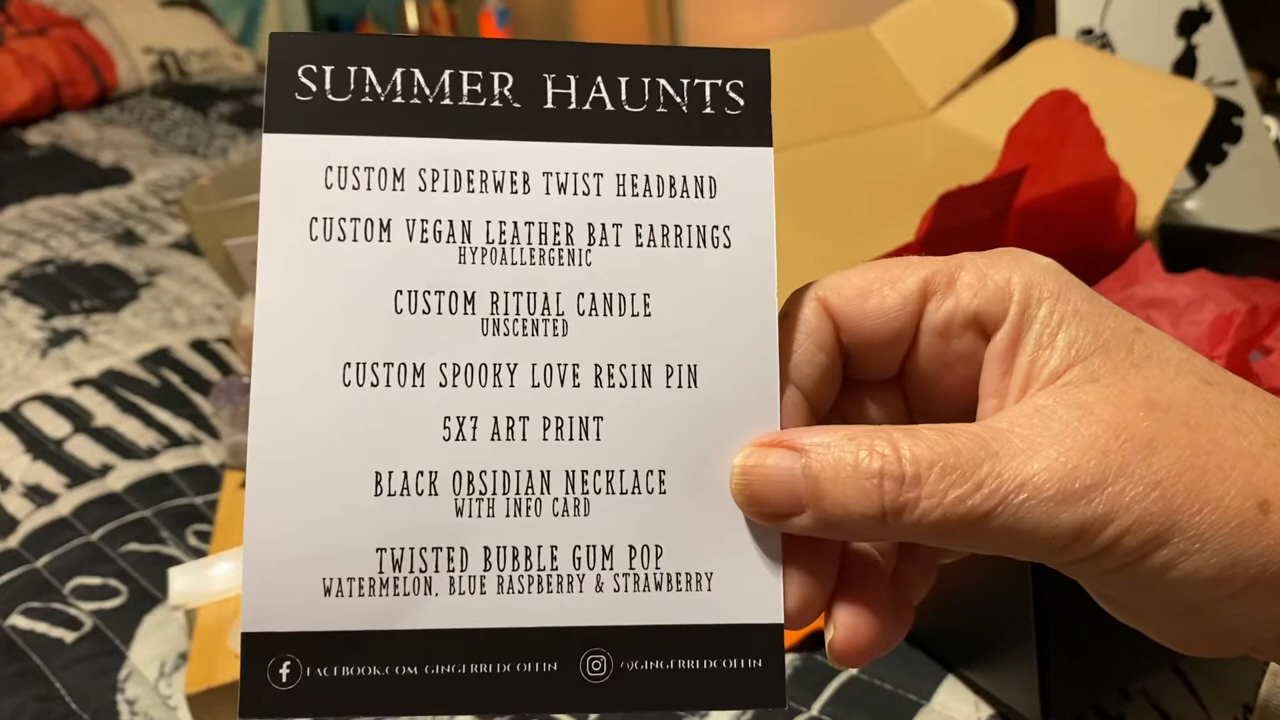 SUMMER HAUNTS
CUSTOM SPIDERWEB TWIST HEADBAND
CUSTOM VEGAN LEATHER BAT EARRINGS
HYPOALLERGENIC
CUSTOM RITUAL CANDLE
UNSCENTED
CUSTOM SPOOKY LOVE RESIN PIN
5X7 ART PRINT
BLACK OBSIDIAN NECKLACE
WITH INFO CARD
TWISTED BUBBLE GUM POP
WATERMELON, BLUE RASPBERRY & STRAWBERRY
FACEBOOK.COM GINGERREDCOFFIN
@GINGERREDCOFFIN
DO YO